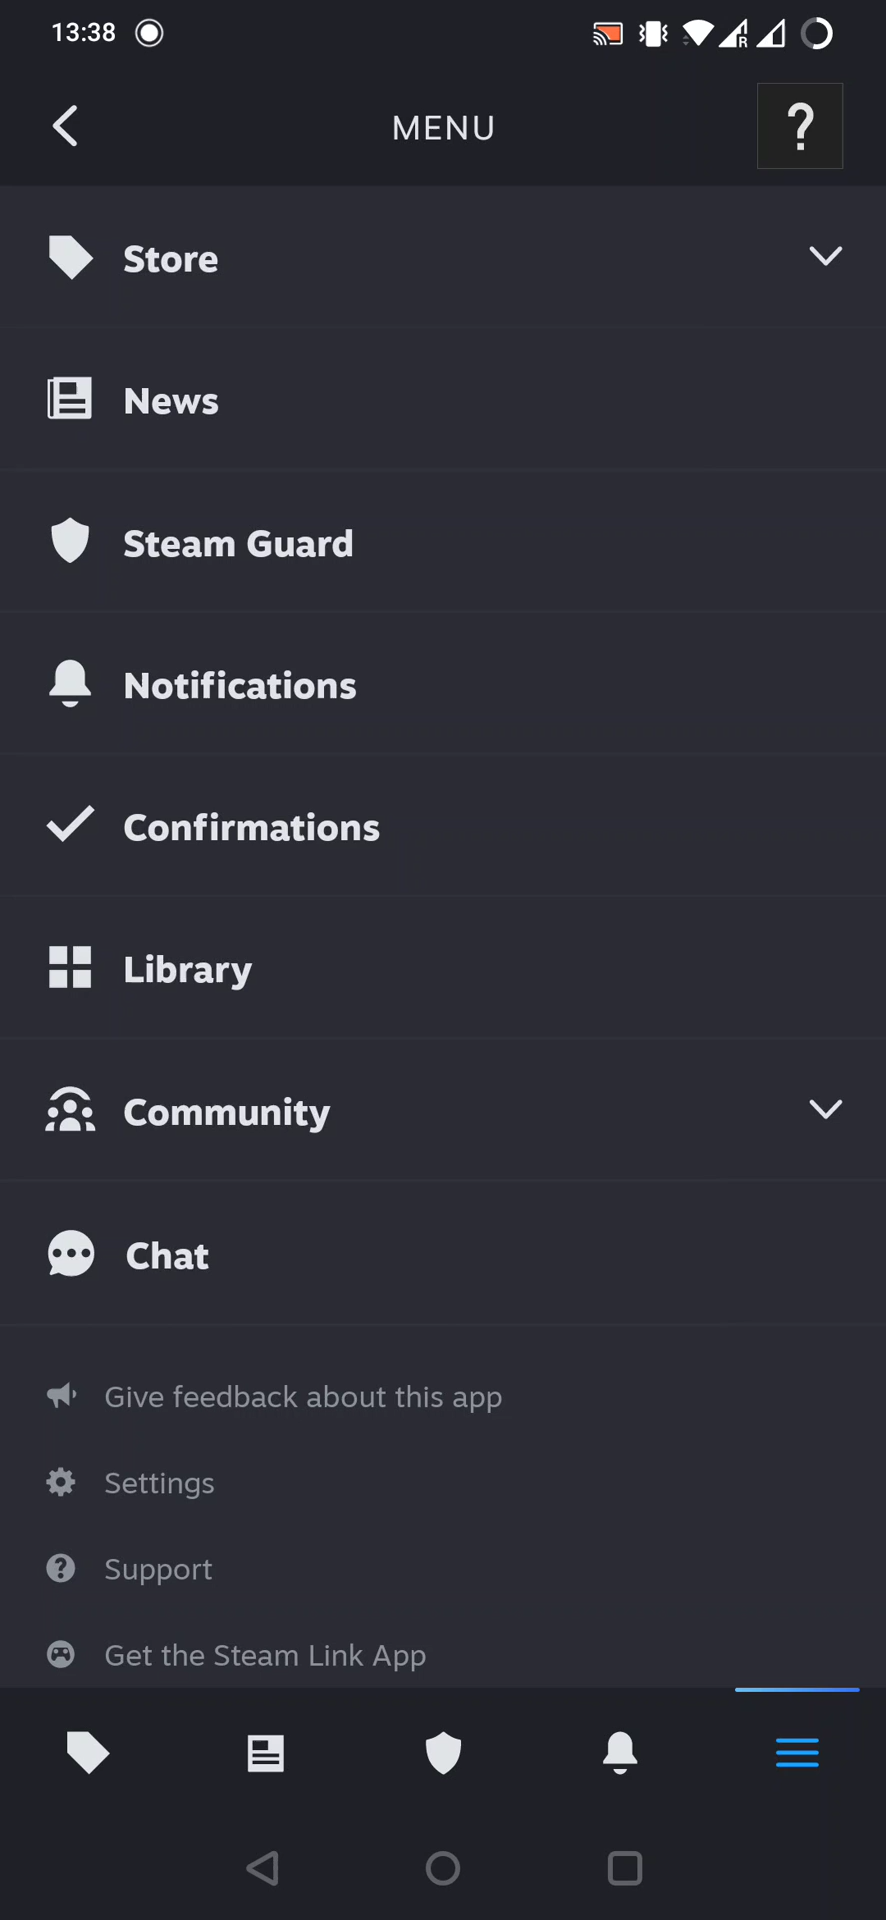 13:38
MENU
?
Store
News
Steam Guard
Notifications
Confirmations
Library
Community
Chat
Give feedback about this app
Settings
Support
Get the Steam Link App